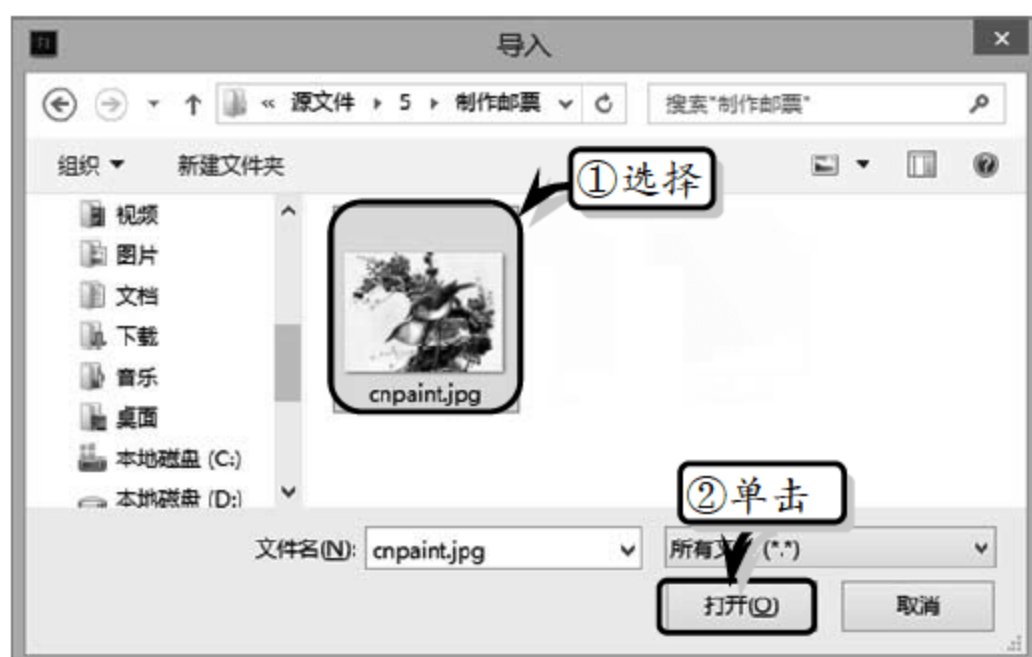 导入
« 源文件 ▸ 5 ▸ 制作邮票
搜索"制作邮票"
组织 新建文件夹
①选择
视频
图片
文档
下载
音乐
桌面
本地磁盘 (C:)
本地磁盘 (D:)
cnpaint.jpg
②单击
文件名(N): cnpaint.jpg
所有文 (*.*)
打开(O) 取消